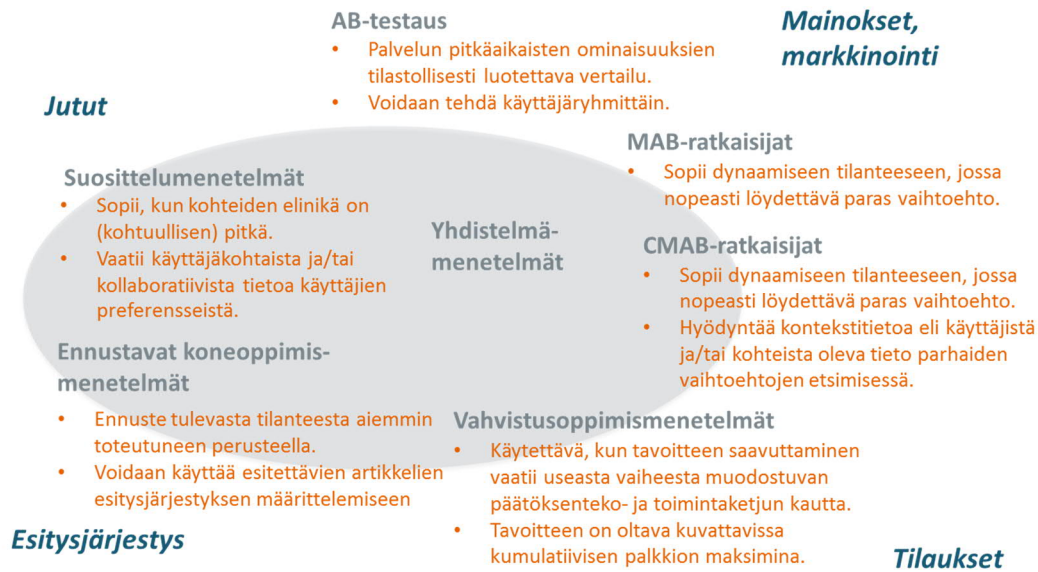 AB-testaus
• Palvelun pitkäaikaisten ominaisuuksien
tilastollisesti luotettava vertailu.
• Voidaan tehdä käyttäjäryhmittäin.
Mainokset,
markkinointi
Jutut
MAB-ratkaisijat
• Sopii dynaamiseen tilanteeseen, jossa
nopeasti löydettävä paras vaihtoehto.
Suosittelumenetelmät
• Sopii, kun kohteiden elinikä on
(kohtuullisen) pitkä.
• Vaatii käyttäjäkohtaista ja/tai
kollaboratiivista tietoa käyttäjien
preferensseistä.
Yhdistelmä-
menetelmät
CMAB-ratkaisijat
• Sopii dynaamiseen tilanteeseen, jossa
nopeasti löydettävä paras vaihtoehto.
• Hyödyntää kontekstitietoa eli käyttäjistä
ja/tai kohteista oleva tieto parhaiden
vaihtoehtojen etsimisessä.
Ennustavat koneoppimis-
menetelmät
• Ennuste tulevasta tilanteesta aiemmin
toteutuneen perusteella.
• Voidaan käyttää esitettävien artikkelien
esitysjärjestyksen määrittelemiseen
Vahvistusoppimismenetelmät
• Käytettävä, kun tavoitteen saavuttaminen
vaatii useasta vaiheesta muodostuvan
päätöksenteko- ja toimintaketjun kautta.
• Tavoitteen on oltava kuvattavissa
kumulatiivisen palkkion maksimina.
Esitysjärjestys
Tilaukset